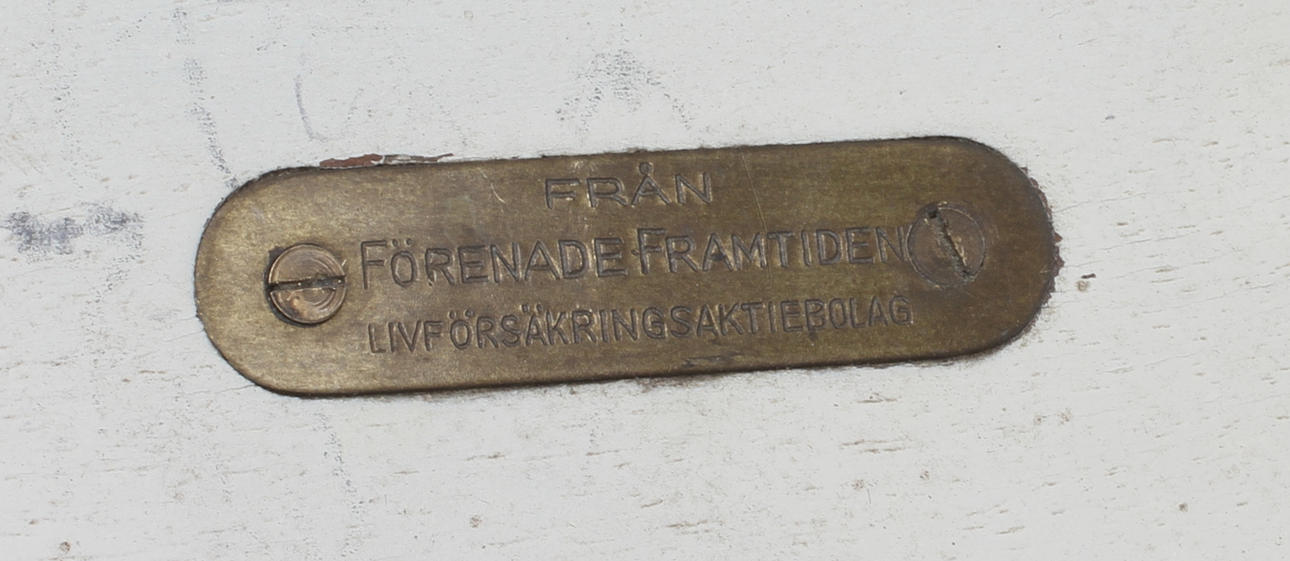 FRÅN
FÖRENADE-FRAMTIDEN
LIVFÖRSÄKRINGSAKTIEBOLAG